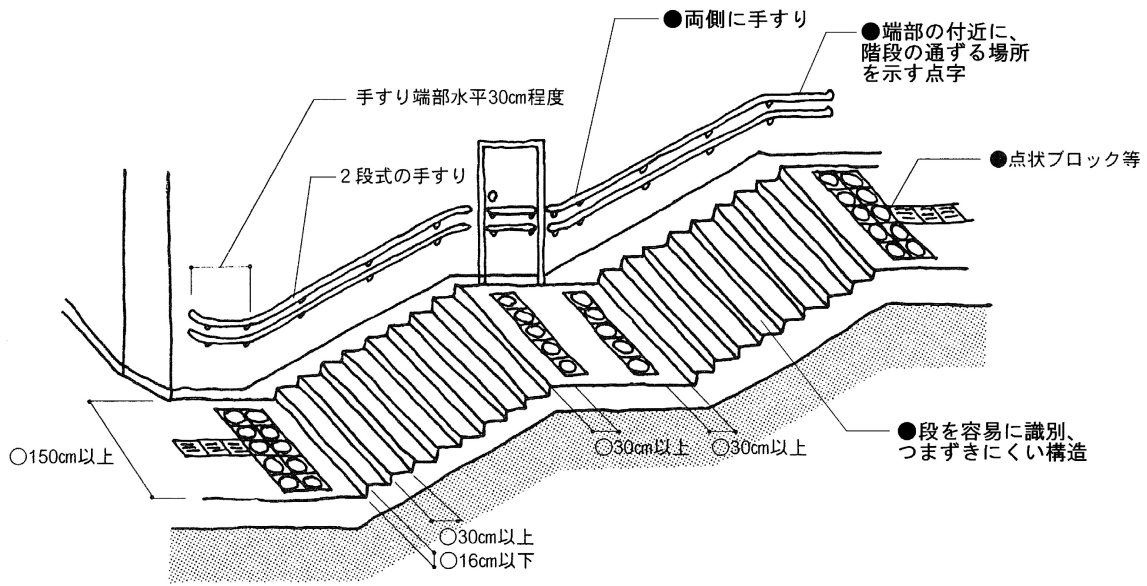 ●両側に手すり
●端部の付近に、
階段の通ずる場所
を示す点字
手すり端部水平30cm程度
2段式の手すり
●点状ブロック等
○150cm以上
○30cm以上
○30cm以上
●段を容易に識別、
つまずきにくい構造
○30cm以上
○16cm以下